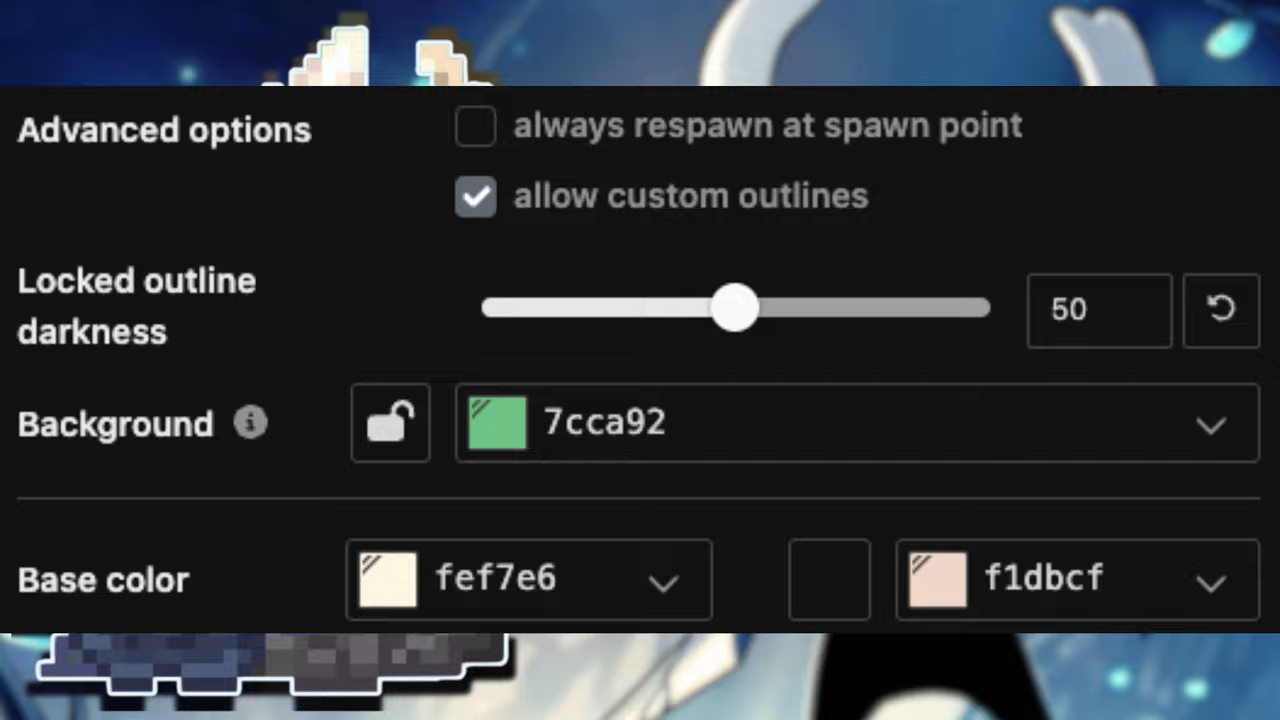 Advanced options
always respawn at spawn point
allow custom outlines
Locked outline
darkness
50
Background
7cca92
Base color
fef7e6
f1dbcf